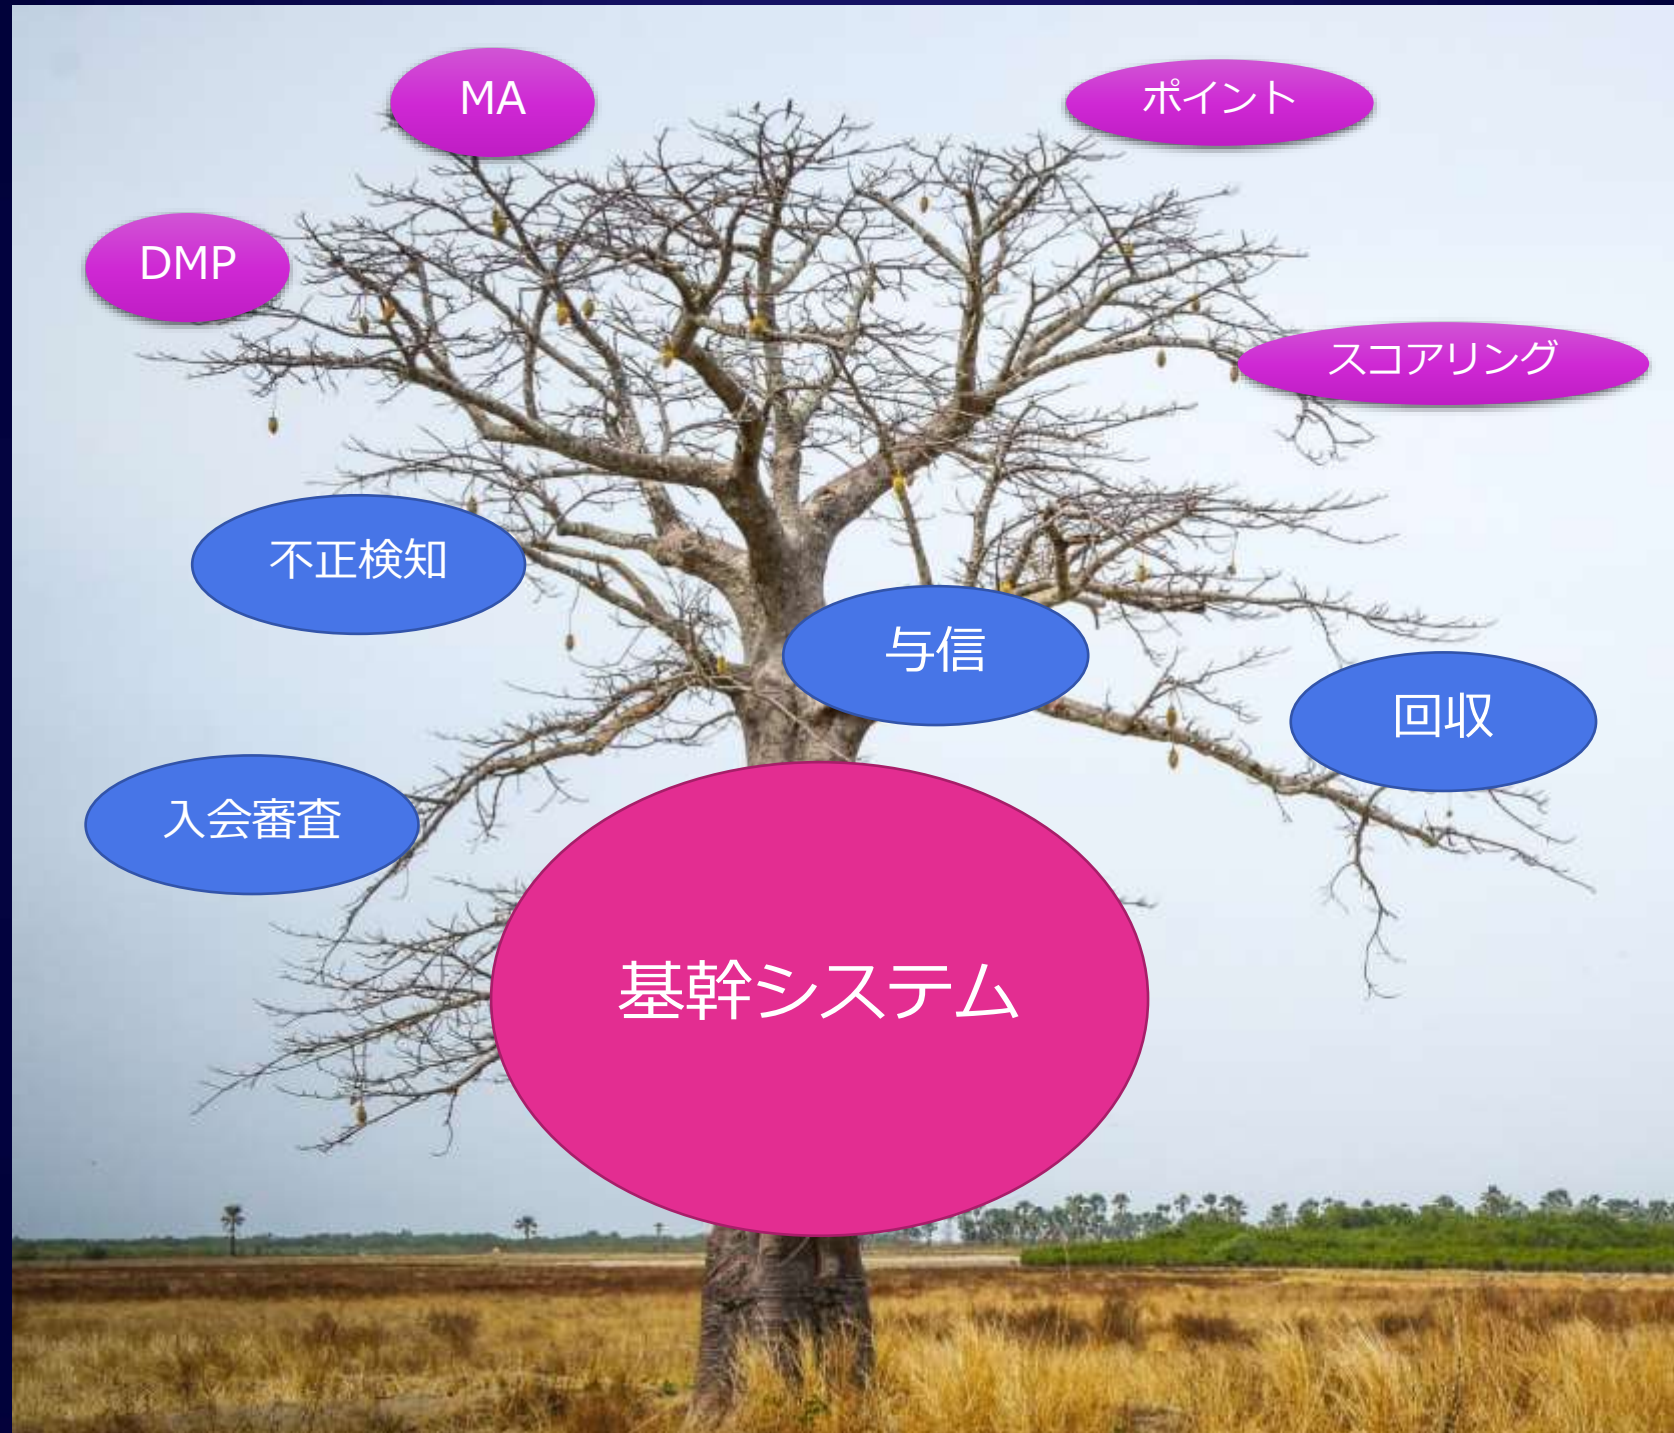 MA
ポイント
DMP
スコアリング
不正検知
与信
回収
入会審査
基幹システム